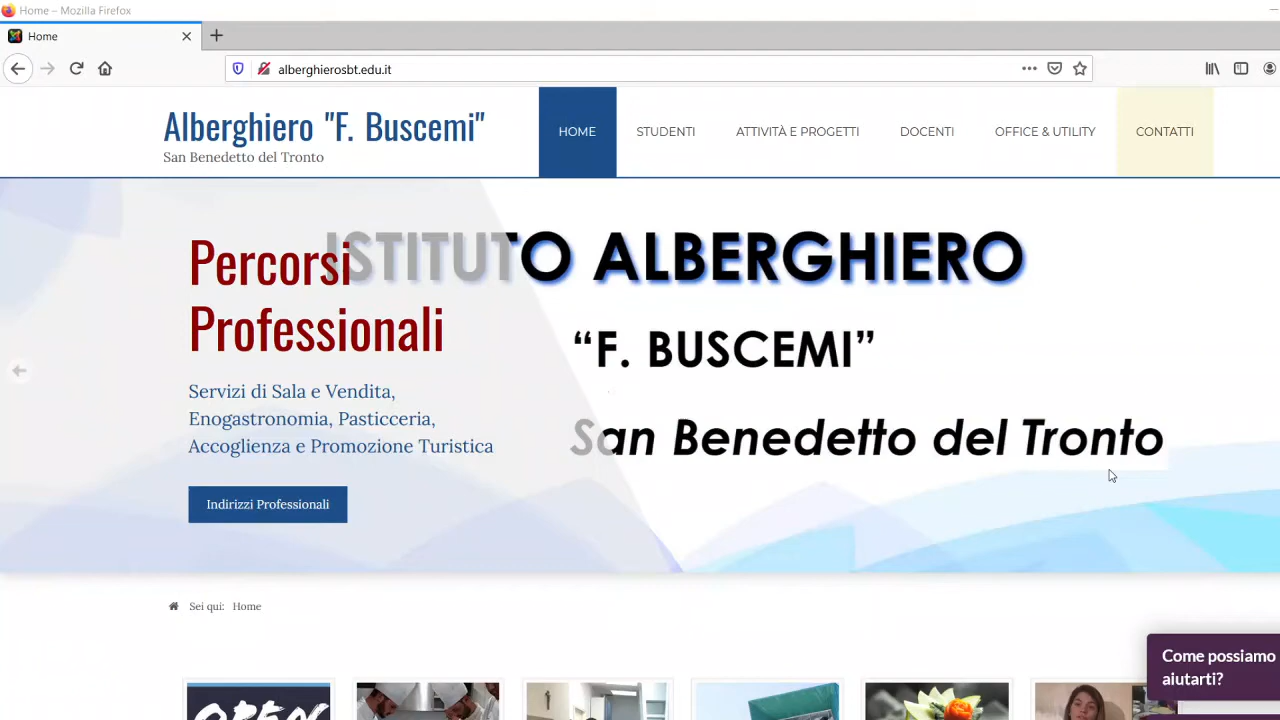 Home – Mozilla Firefox
Home
alberghierosbt.edu.it
Alberghiero "F. Buscemi"
San Benedetto del Tronto
HOME
STUDENTI
ATTIVITÀ E PROGETTI
DOCENTI
OFFICE & UTILITY
CONTATTI
ISTITUTO ALBERGHIERO
“F. BUSCEMI”
San Benedetto del Tronto
Percorsi
Professionali
Servizi di Sala e Vendita,
Enogastronomia, Pasticceria,
Accoglienza e Promozione Turistica
Indirizzi Professionali
Sei qui: Home
OPEN
Come possiamo
aiutarti?